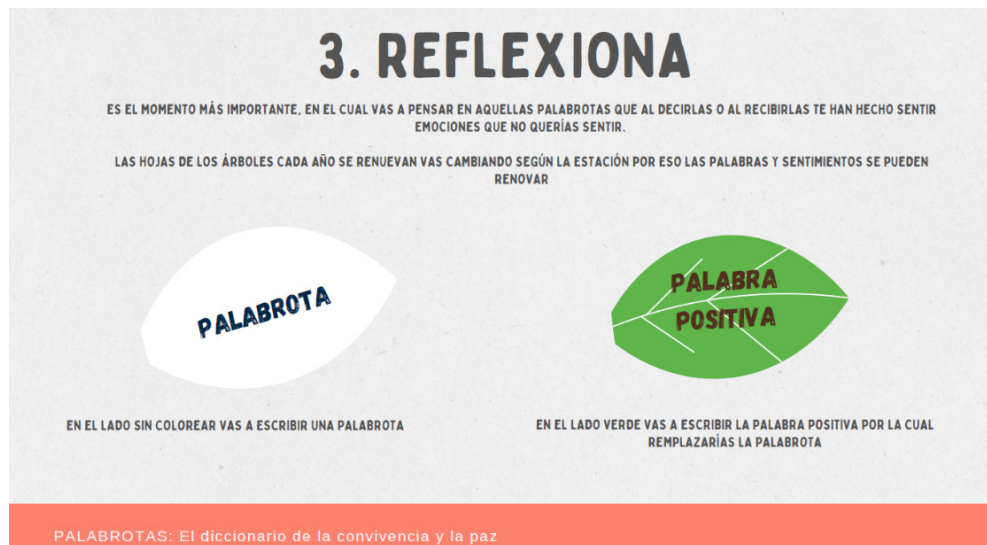 3. REFLEXIONA
ES EL MOMENTO MÁS IMPORTANTE, EN EL CUAL VAS A PENSAR EN AQUELLAS PALABROTAS QUE AL DECIRLAS O AL RECIBIRLAS TE HAN HECHO SENTIR
EMOCIONES QUE NO QUERÍAS SENTIR.
LAS HOJAS DE LOS ÁRBOLES CADA AÑO SE RENUEVAN VAS CAMBIANDO SEGÚN LA ESTACIÓN POR ESO LAS PALABRAS Y SENTIMIENTOS SE PUEDEN
RENOVAR
PALABROTA
PALABRA
POSITIVA
EN EL LADO SIN COLOREAR VAS A ESCRIBIR UNA PALABROTA
EN EL LADO VERDE VAS A ESCRIBIR LA PALABRA POSITIVA POR LA CUAL
REMPLAZARÍAS LA PALABROTA
PALABROTAS: El diccionario de la convivencia y la paz